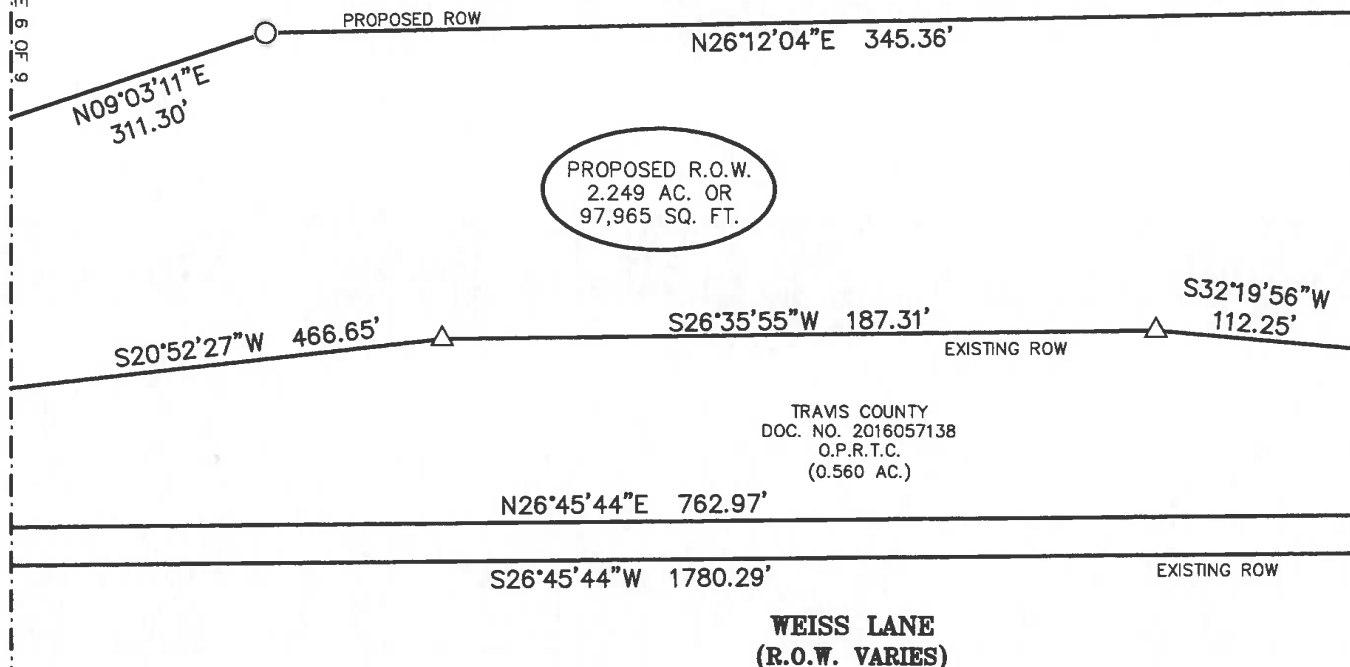 E 6 OF 9
PROPOSED ROW
N26°12'04"E 345.36'
N09°03'11"E
311.30'
PROPOSED R.O.W.
2.249 AC. OR
97,965 SQ. FT.
S32°19'56"W
112.25'
S20°52'27"W 466.65'
S26°35'55"W 187.31'
EXISTING ROW
TRAVIS COUNTY
DOC. NO. 2016057138
O.P.R.T.C.
(0.560 AC.)
N26°45'44"E 762.97'
S26°45'44"W 1780.29'
EXISTING ROW
WEISS LANE
(R.O.W. VARIES)